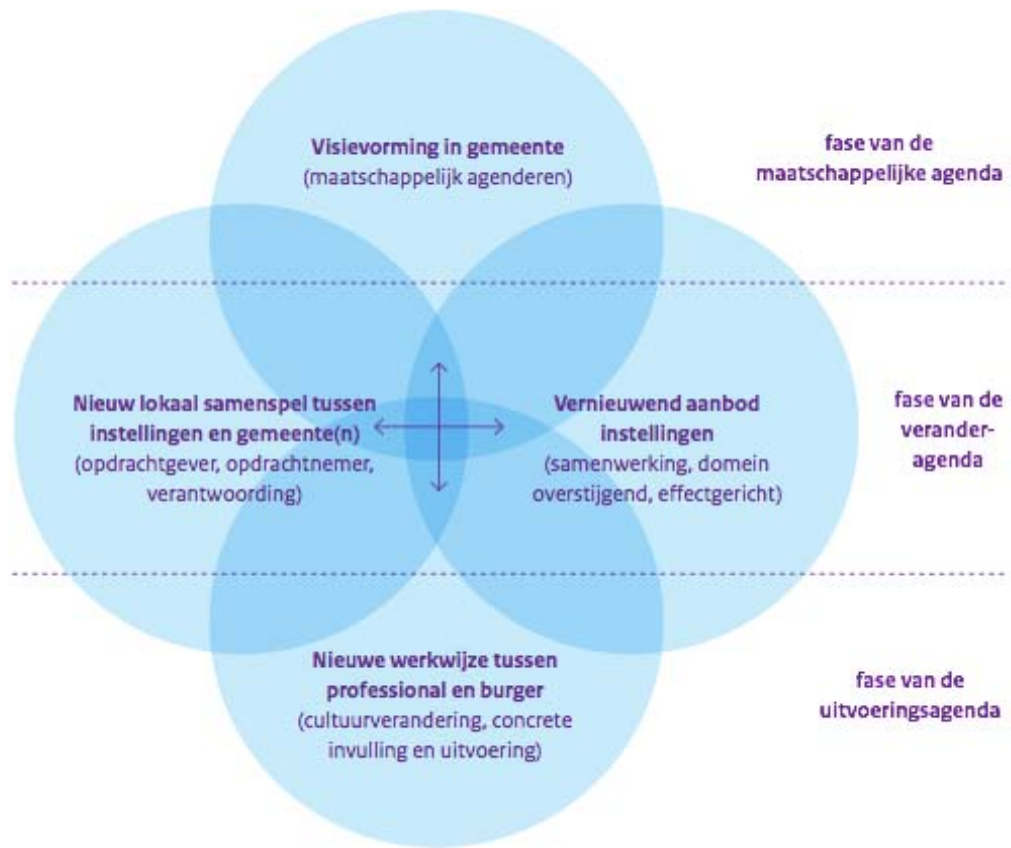 Visievorming in gemeente
(maatschappelijk agenderen)
fase van de
maatschappelijke agenda
Nieuw lokaal samenspel tussen
instellingen en gemeente(n)
(opdrachtgever, opdrachtnemer,
verantwoording)
Vernieuwend aanbod
instellingen
(samenwerking, domein
overstijgend, effectgericht)
fase van de
verander-
agenda
Nieuwe werkwijze tussen
professional en burger
(cultuurverandering, concrete
invulling en uitvoering)
fase van de
uitvoeringsagenda